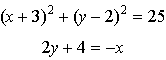 (x + 3)² + (y − 2)² = 25
2y + 4 = −x